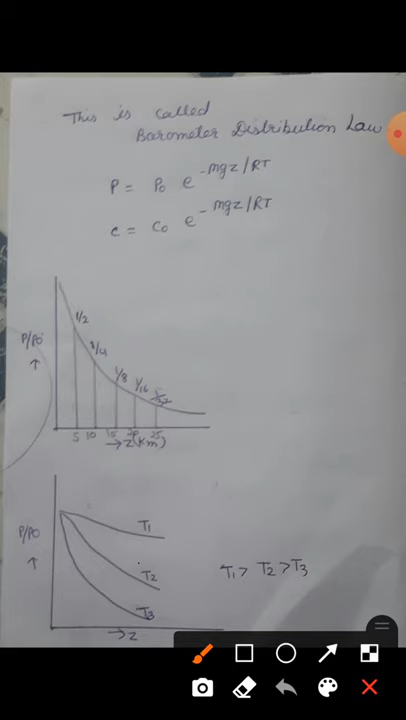 This is called
Barometer Distribution Law
P = P₀ e^-Mgz/RT
c = c₀ e^-Mgz/RT
1/2
P/P₀
1/4
↑
1/8
1/16
1/32
5 10 15 20 25
→ Z (Km)
P/P₀
T₁
↑
T₂
T₁ > T₂ > T₃
T₃
→ Z